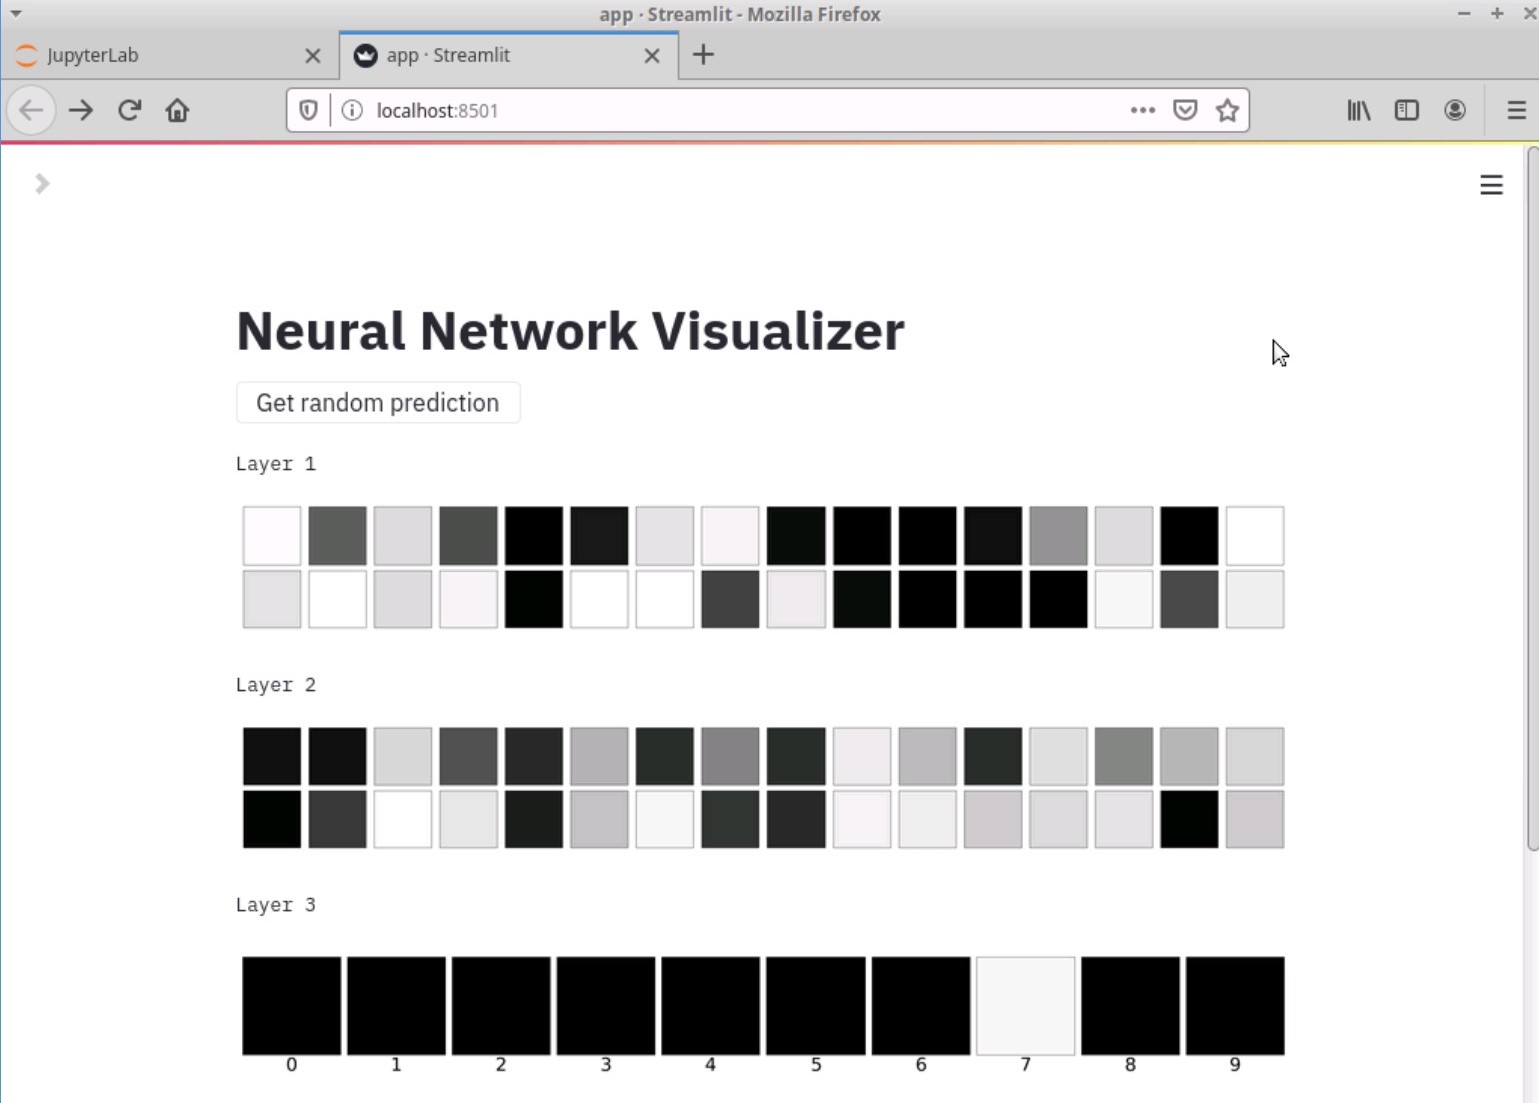 app · Streamlit - Mozilla Firefox
JupyterLab
app · Streamlit
localhost:8501
Neural Network Visualizer
Get random prediction
Layer 1
Layer 2
Layer 3
0 1 2 3 4 5 6 7 8 9